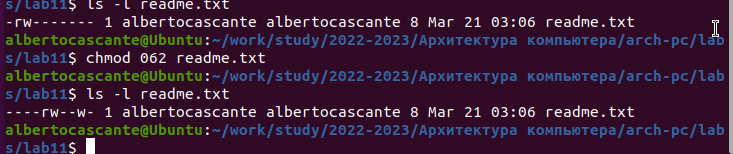 s/lab11$ ls -l readme.txt
-rw------- 1 albertocascante albertocascante 8 Mar 21 03:06 readme.txt
albertocascante@Ubuntu:~/work/study/2022-2023/Архитектура компьютера/arch-pc/lab
s/lab11$ chmod 062 readme.txt
albertocascante@Ubuntu:~/work/study/2022-2023/Архитектура компьютера/arch-pc/lab
s/lab11$ ls -l readme.txt
----rw--w- 1 albertocascante albertocascante 8 Mar 21 03:06 readme.txt
albertocascante@Ubuntu:~/work/study/2022-2023/Архитектура компьютера/arch-pc/lab
s/lab11$